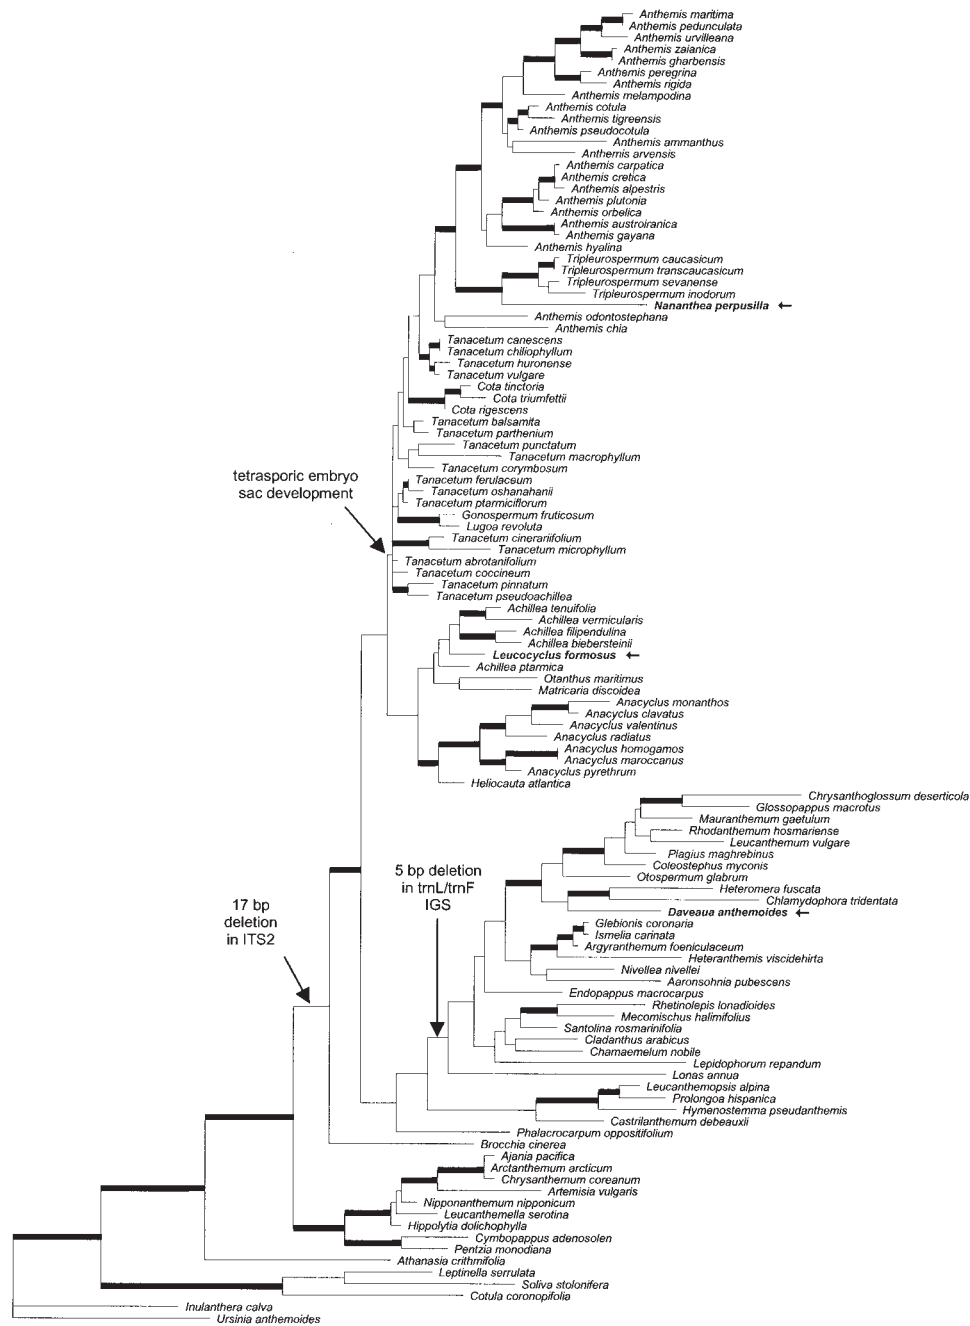 Anthemis maritima
Anthemis pedunculata
Anthemis urvilleana
Anthemis zaianica
Anthemis gharbensis
Anthemis peregrina
Anthemis rigida
Anthemis melampodina
Anthemis cotula
Anthemis tigreensis
Anthemis pseudocotula
Anthemis ammanthus
Anthemis arvensis
Anthemis carpatica
Anthemis cretica
Anthemis alpestris
Anthemis plutonia
Anthemis orbelica
Anthemis austroiranica
Anthemis gayana
Anthemis hyalina
Tripleurospermum caucasicum
Tripleurospermum transcaucasicum
Tripleurospermum sevanense
Tripleurospermum inodorum
Nananthea perpusilla
Anthemis odontostephana
Anthemis chia
Tanacetum canescens
Tanacetum chiliophyllum
Tanacetum huronense
Tanacetum vulgare
Cota tinctoria
Cota triumfettii
Cota rigescens
Tanacetum balsamita
Tanacetum parthenium
Tanacetum punctatum
Tanacetum macrophyllum
Tanacetum corymbosum
tetrasporic embryo
sac development
Tanacetum ferulaceum
Tanacetum oshanahanii
Tanacetum ptarmiciflorum
Gonospermum fruticosum
Lugoa revoluta
Tanacetum cinerariifolium
Tanacetum microphyllum
Tanacetum abrotanifolium
Tanacetum coccineum
Tanacetum pinnatum
Tanacetum pseudoachillea
Achillea tenuifolia
Achillea vermicularis
Achillea filipendulina
Achillea biebersteinii
Leucocyclus formosus
Achillea ptarmica
Otanthus maritimus
Matricaria discoidea
Anacyclus monanthos
Anacyclus clavatus
Anacyclus valentinus
Anacyclus radiatus
Anacyclus homogamos
Anacyclus maroccanus
Anacyclus pyrethrum
Heliocauta atlantica
Chrysanthoglossum deserticola
Glossopappus macrotus
Mauranthemum gaetulum
Rhodanthemum hosmariense
Leucanthemum vulgare
Plagius maghrebinus
Coleostephus myconis
Otospermum glabrum
5 bp deletion
in trnL/trnF
IGS
Heteromera fuscata
Chlamydophora tridentata
Daveaua anthemoides
17 bp
deletion
in ITS2
Glebionis coronaria
Ismelia carinata
Argyranthemum foeniculaceum
Heteranthemis viscidehirta
Nivellea nivellei
Aaronsohnia pubescens
Endopappus macrocarpus
Rhetinolepis lonadioides
Mecomischus halimifolius
Santolina rosmarinifolia
Cladanthus arabicus
Chamaemelum nobile
Lepidophorum repandum
Lonas annua
Leucanthemopsis alpina
Prolongoa hispanica
Hymenostemma pseudanthemis
Castrilanthemum debeauxii
Phalacrocarpum oppositifolium
Brocchia cinerea
Ajania pacifica
Arctanthemum arcticum
Chrysanthemum coreanum
Artemisia vulgaris
Nipponanthemum nipponicum
Leucanthemella serotina
Hippolytia dolichophylla
Cymbopappus adenosolen
Pentzia monodiana
Athanasia crithmifolia
Leptinella serrulata
Soliva stolonifera
Cotula coronopifolia
Inulanthera calva
Ursinia anthemoides